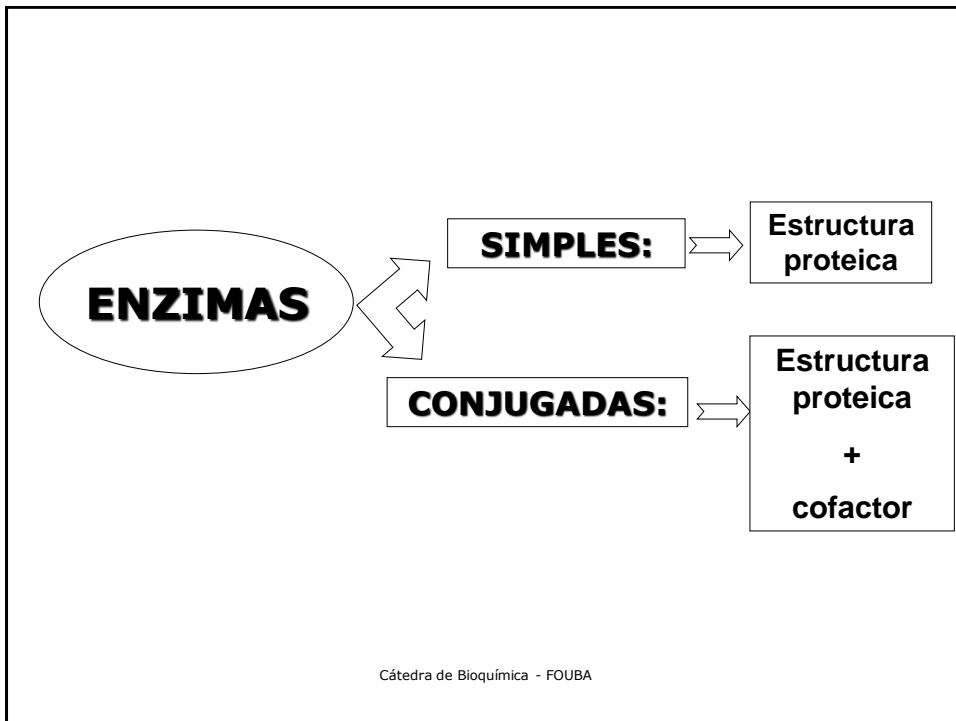 ENZIMAS
SIMPLES:
Estructura
proteica
CONJUGADAS:
Estructura
proteica
+
cofactor
Cátedra de Bioquímica - FOUBA